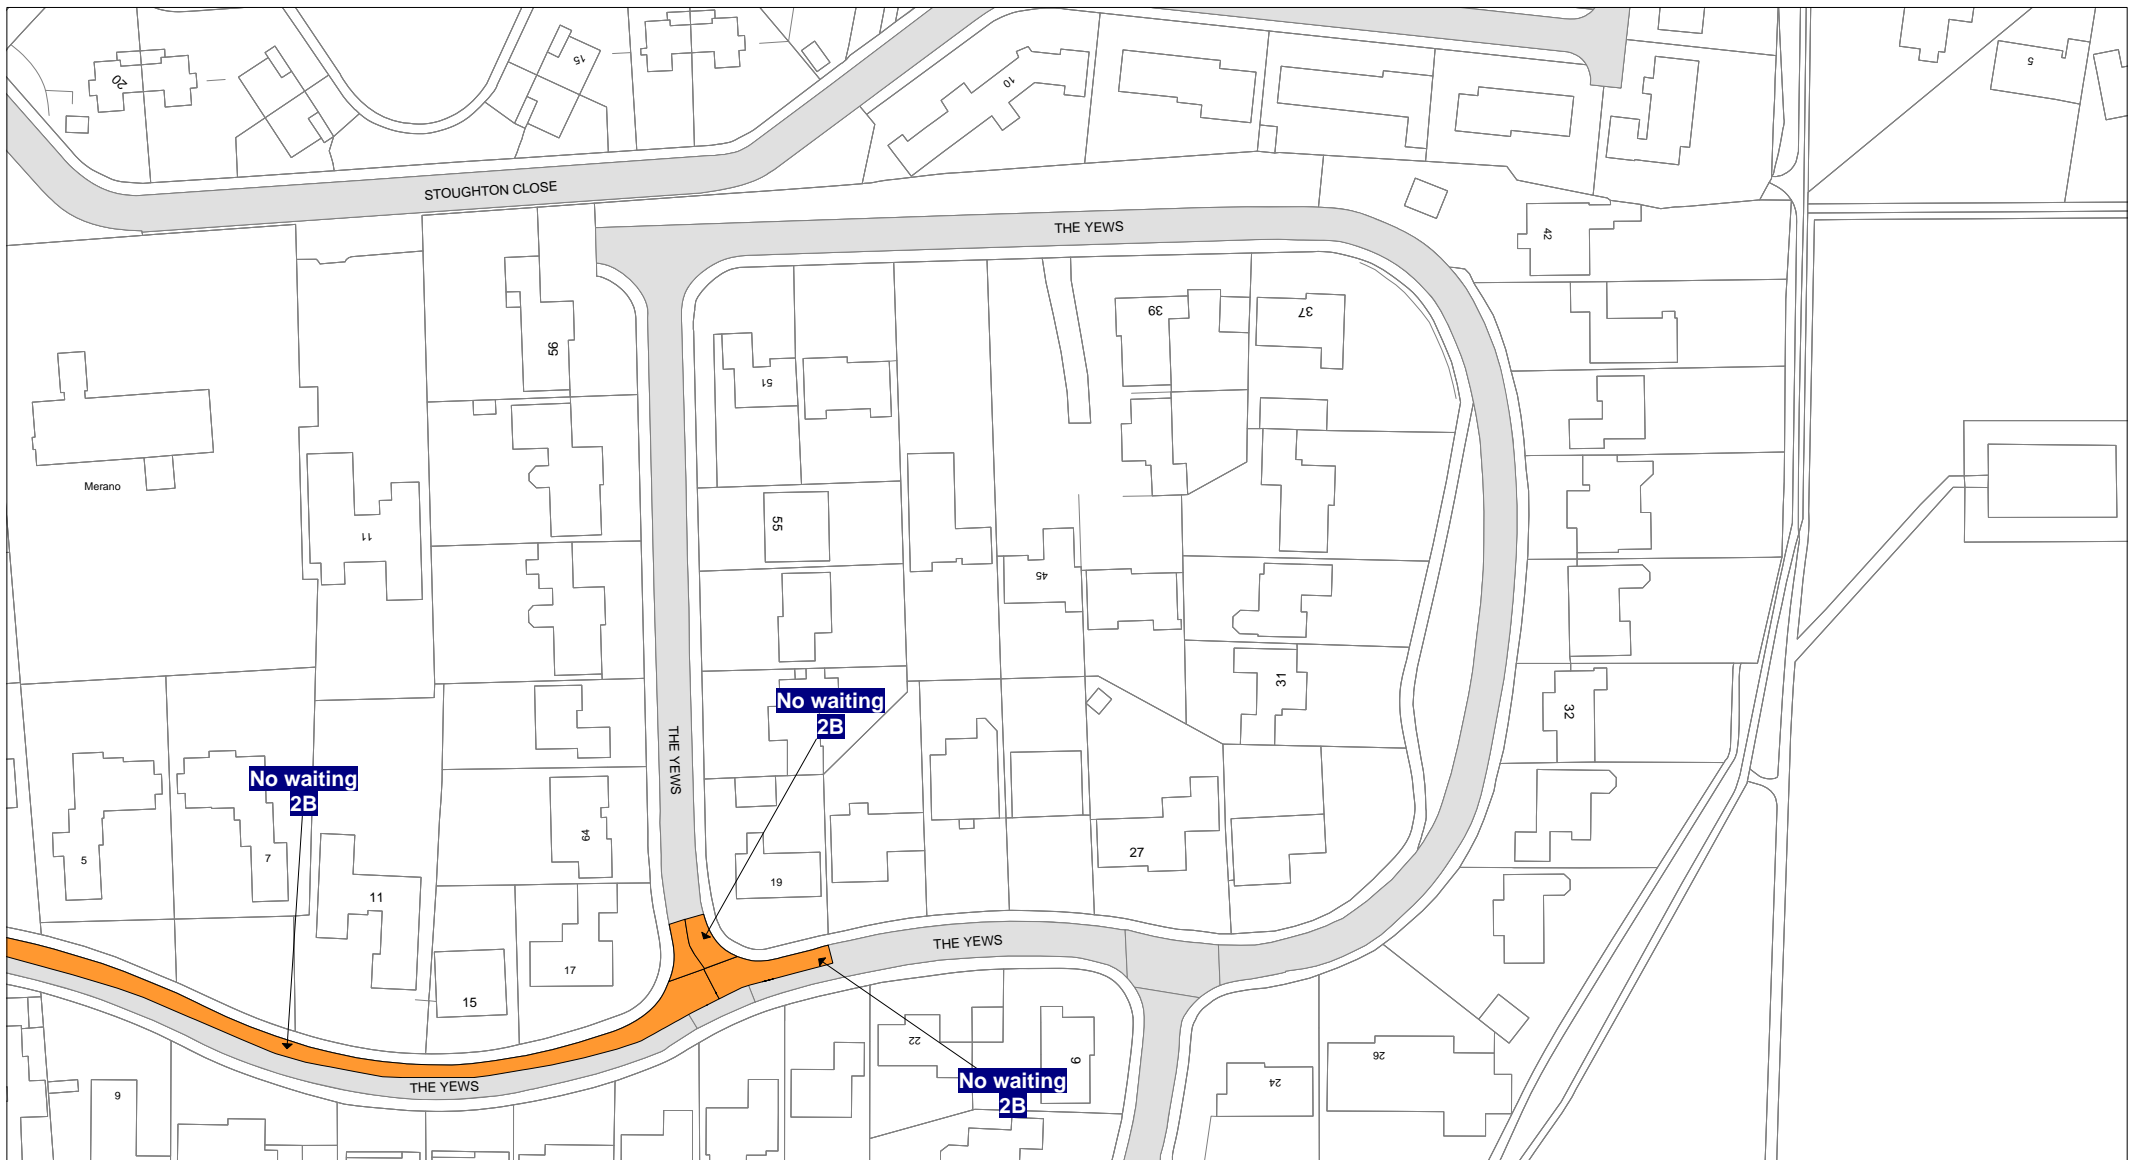 20
15
10
5
STOUGHTON CLOSE
THE YEWS
42
56
39
37
51
Merano
11
55
45
31
32
No waiting
2B
THE YEWS
No waiting
2B
64
5
7
27
19
11
17
15
THE YEWS
22
9
26
24
No waiting
2B
THE YEWS
9